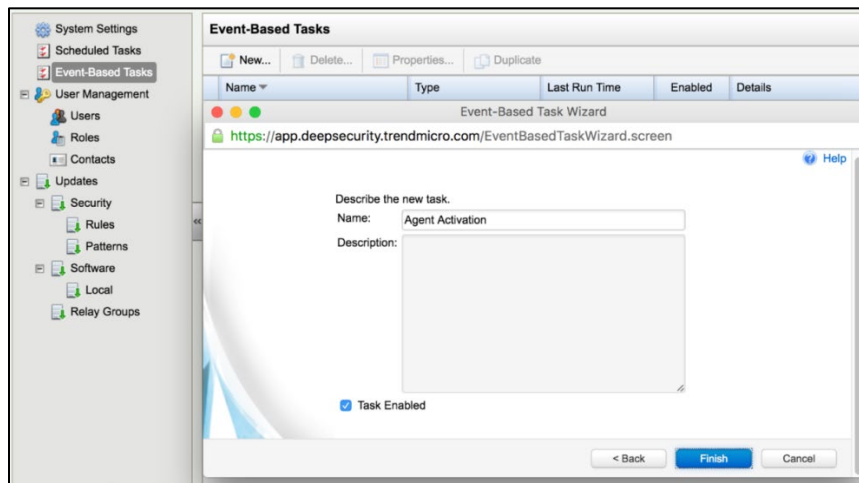 System Settings
Scheduled Tasks
Event-Based Tasks
User Management
Users
Roles
Contacts
Updates
Security
Rules
Patterns
Software
Local
Relay Groups
«
Event-Based Tasks
New... Delete... Properties... Duplicate
Name Type Last Run Time Enabled Details
Event-Based Task Wizard
https://app.deepsecurity.trendmicro.com/EventBasedTaskWizard.screen
Help
Describe the new task.
Name: Agent Activation
Description:
Task Enabled
< Back Finish Cancel